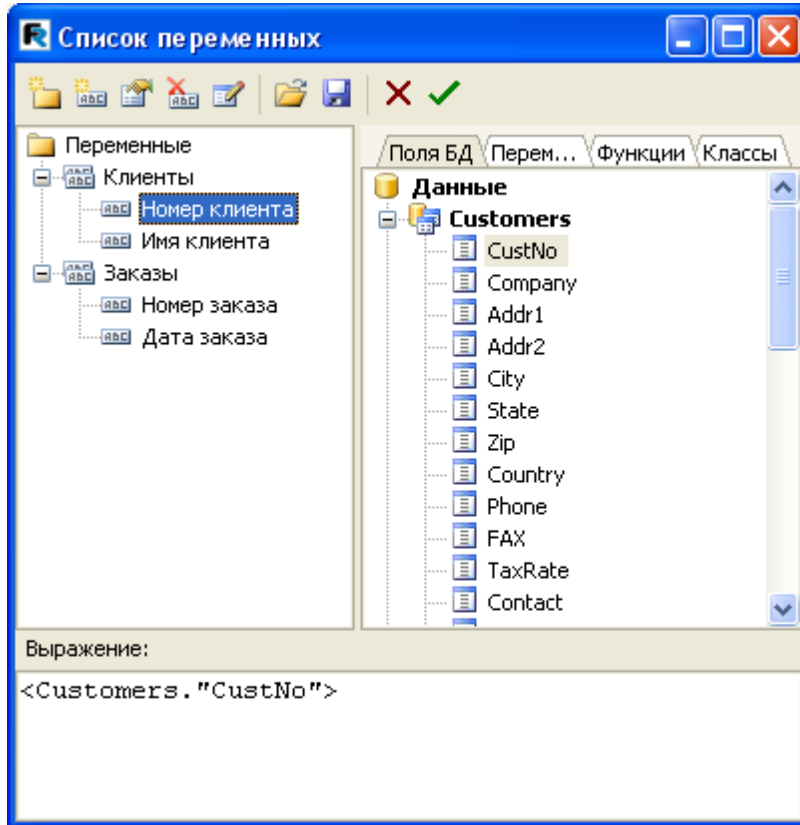 Список переменных
Переменные
Клиенты
Номер клиента
Имя клиента
Заказы
Номер заказа
Дата заказа
Поля БД Перем... Функции Классы
Данные
Customers
CustNo
Company
Addr1
Addr2
City
State
Zip
Country
Phone
FAX
TaxRate
Contact
Выражение:
<Customers."CustNo">